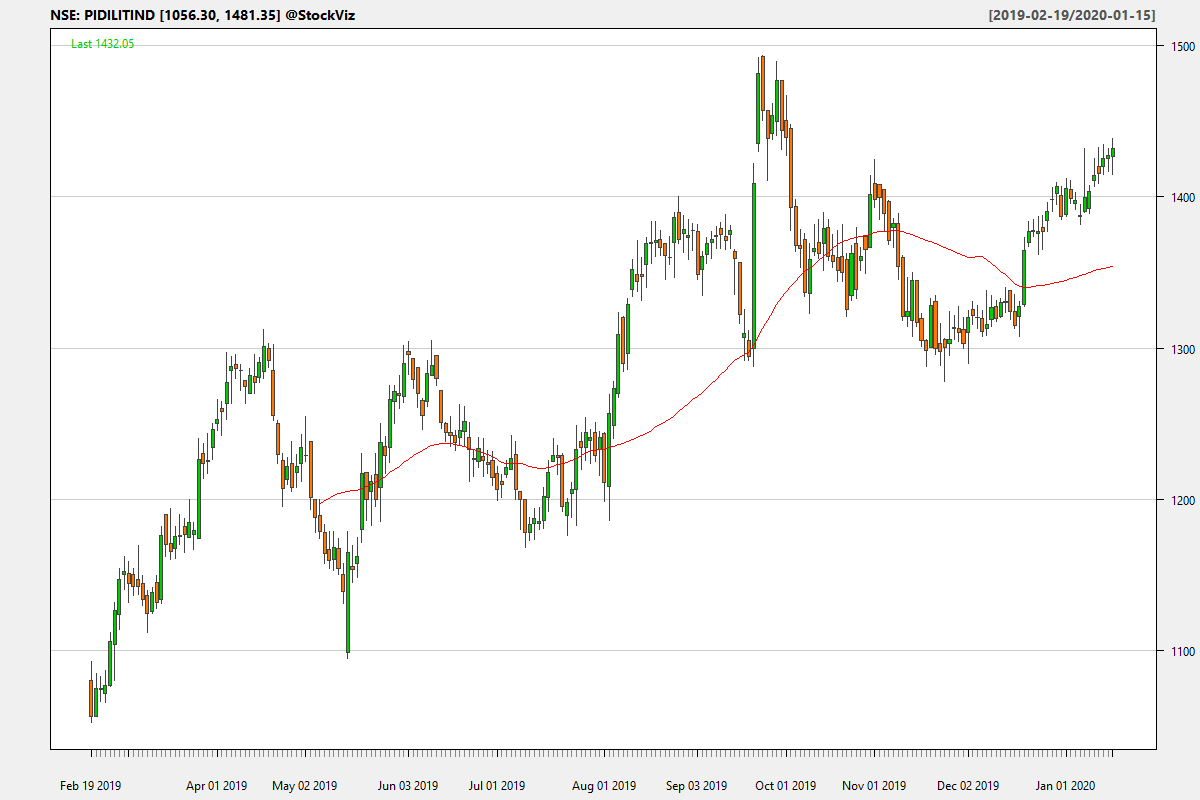 NSE: PIDILITIND [1056.30, 1481.35] @StockViz
[2019-02-19/2020-01-15]
Last 1432.05
1500
1400
1300
1200
1100
Feb 19 2019
Apr 01 2019
May 02 2019
Jun 03 2019
Jul 01 2019
Aug 01 2019
Sep 03 2019
Oct 01 2019
Nov 01 2019
Dec 02 2019
Jan 01 2020